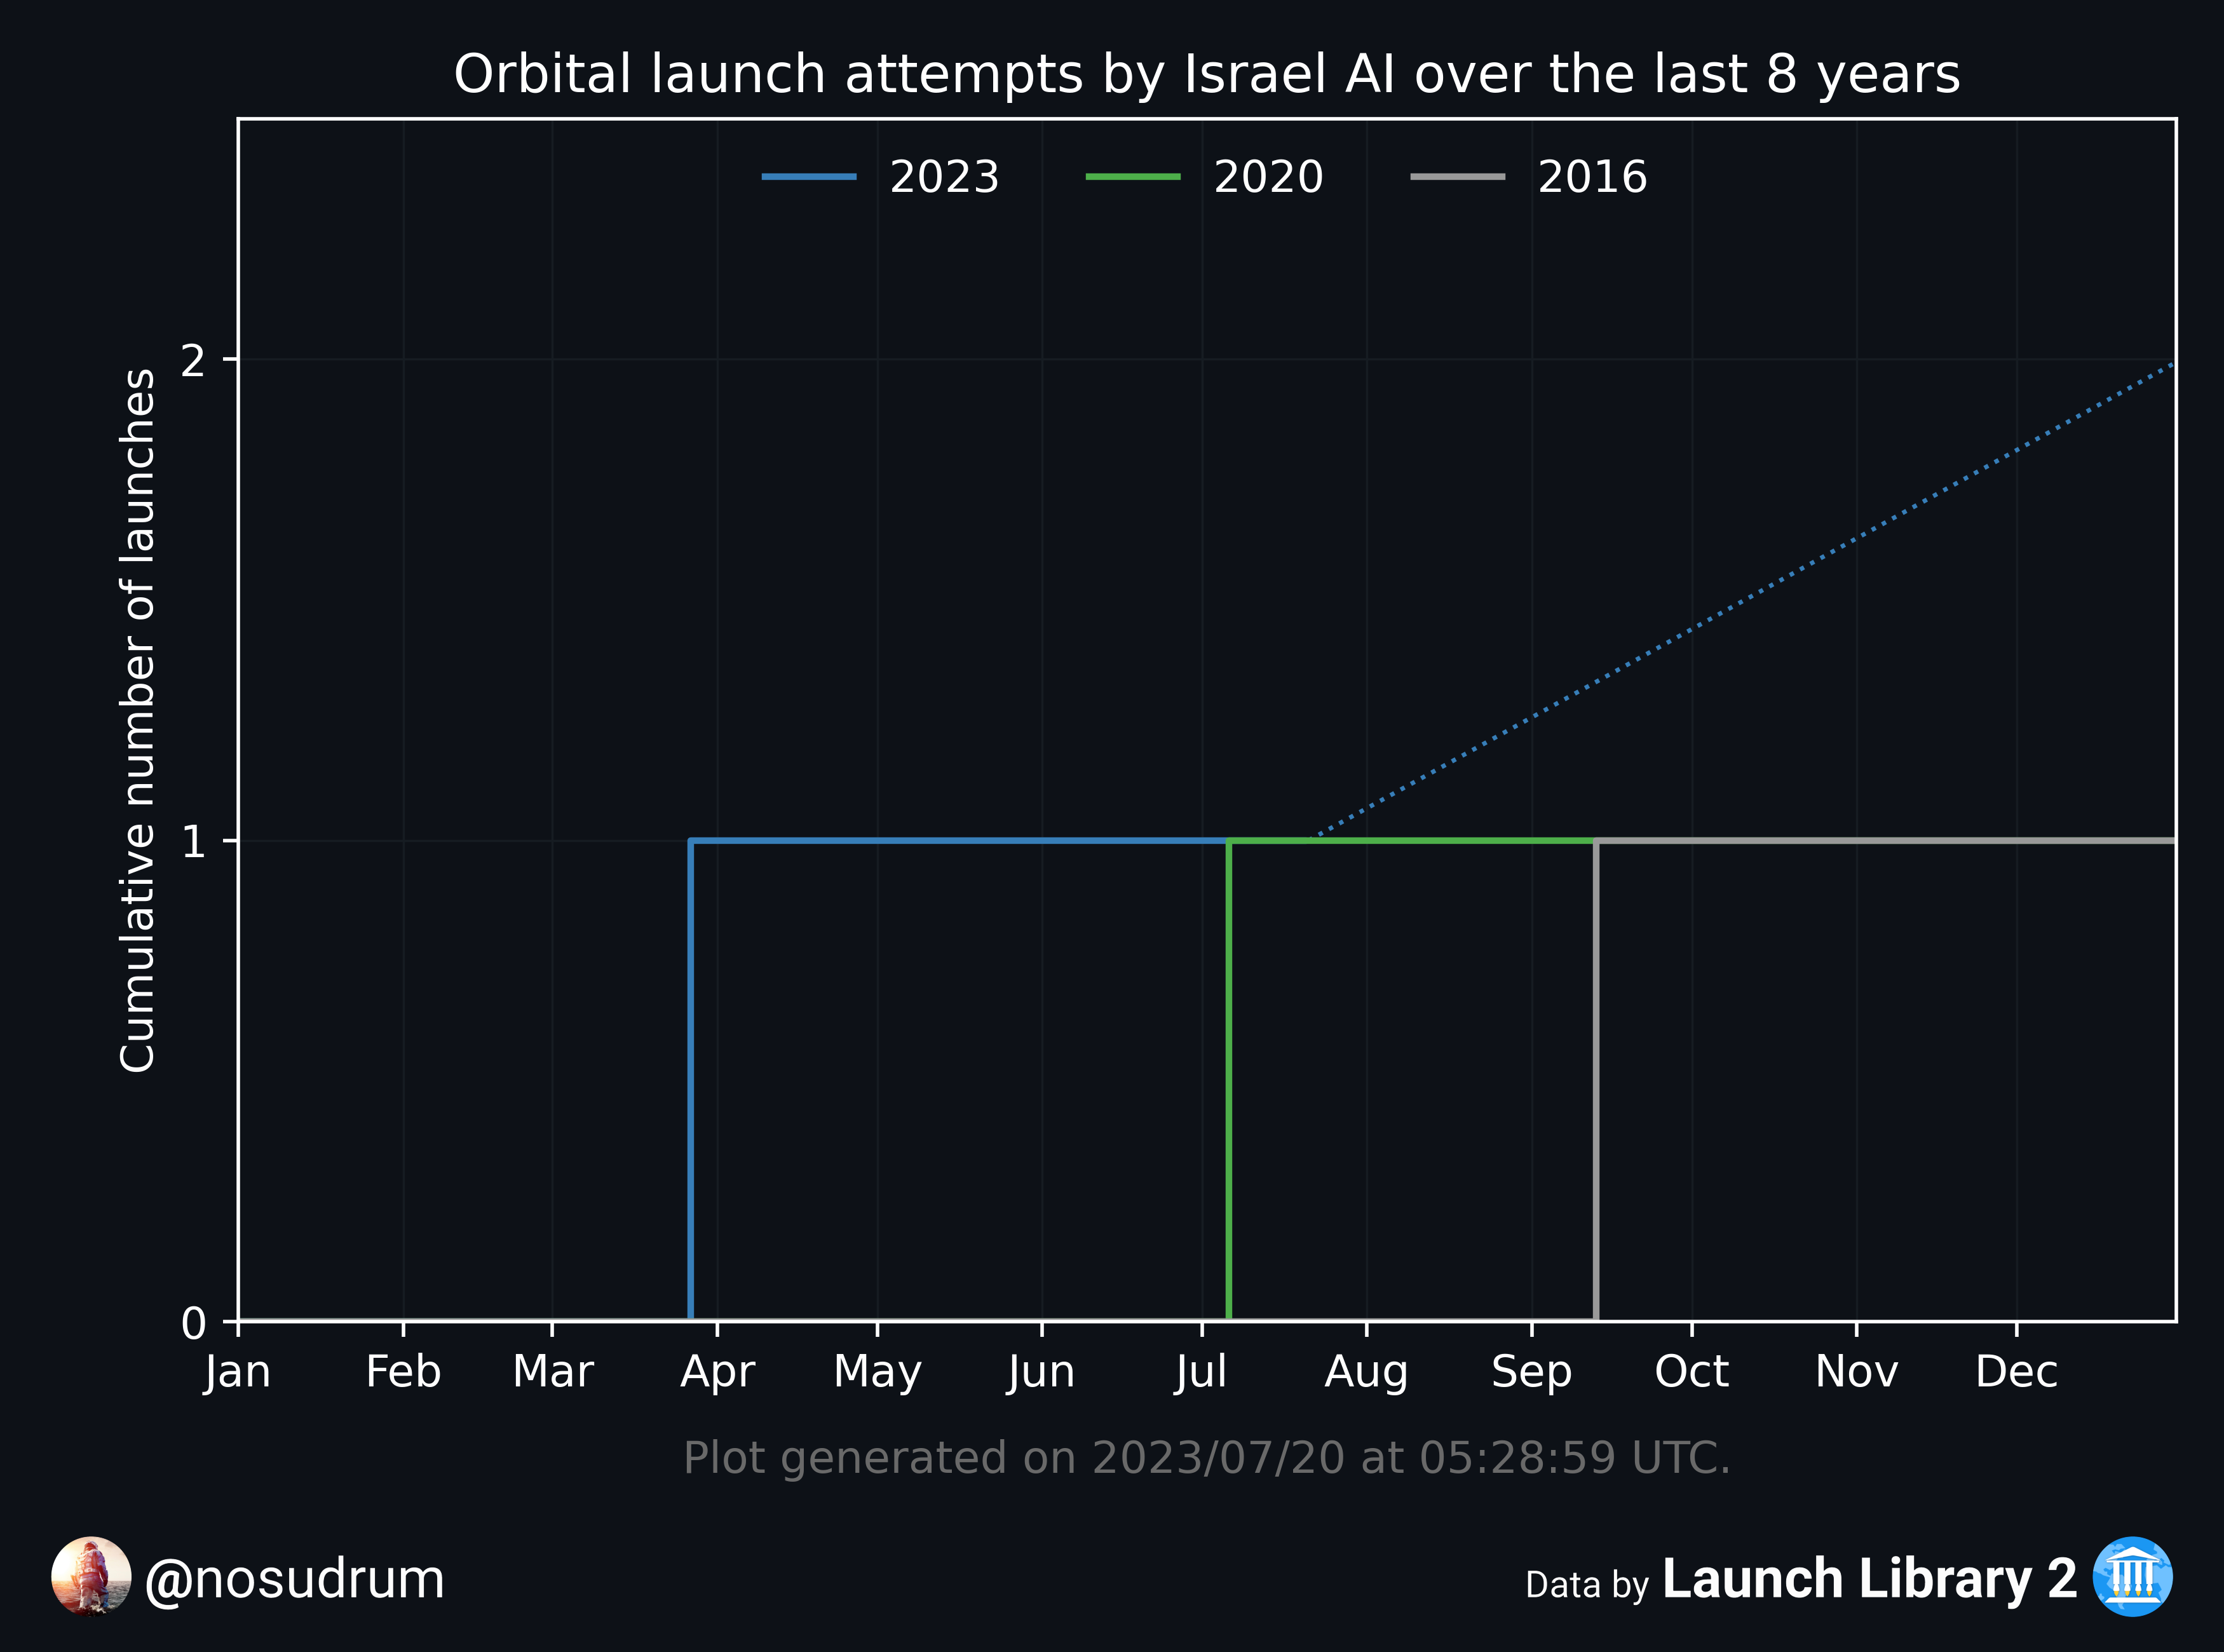 Orbital launch attempts by Israel AI over the last 8 years
2023 2020 2016
Cumulative number of launches
2
1
0
Jan Feb Mar Apr May Jun Jul Aug Sep Oct Nov Dec
Plot generated on 2023/07/20 at 05:28:59 UTC.
@nosudrum
Data by Launch Library 2